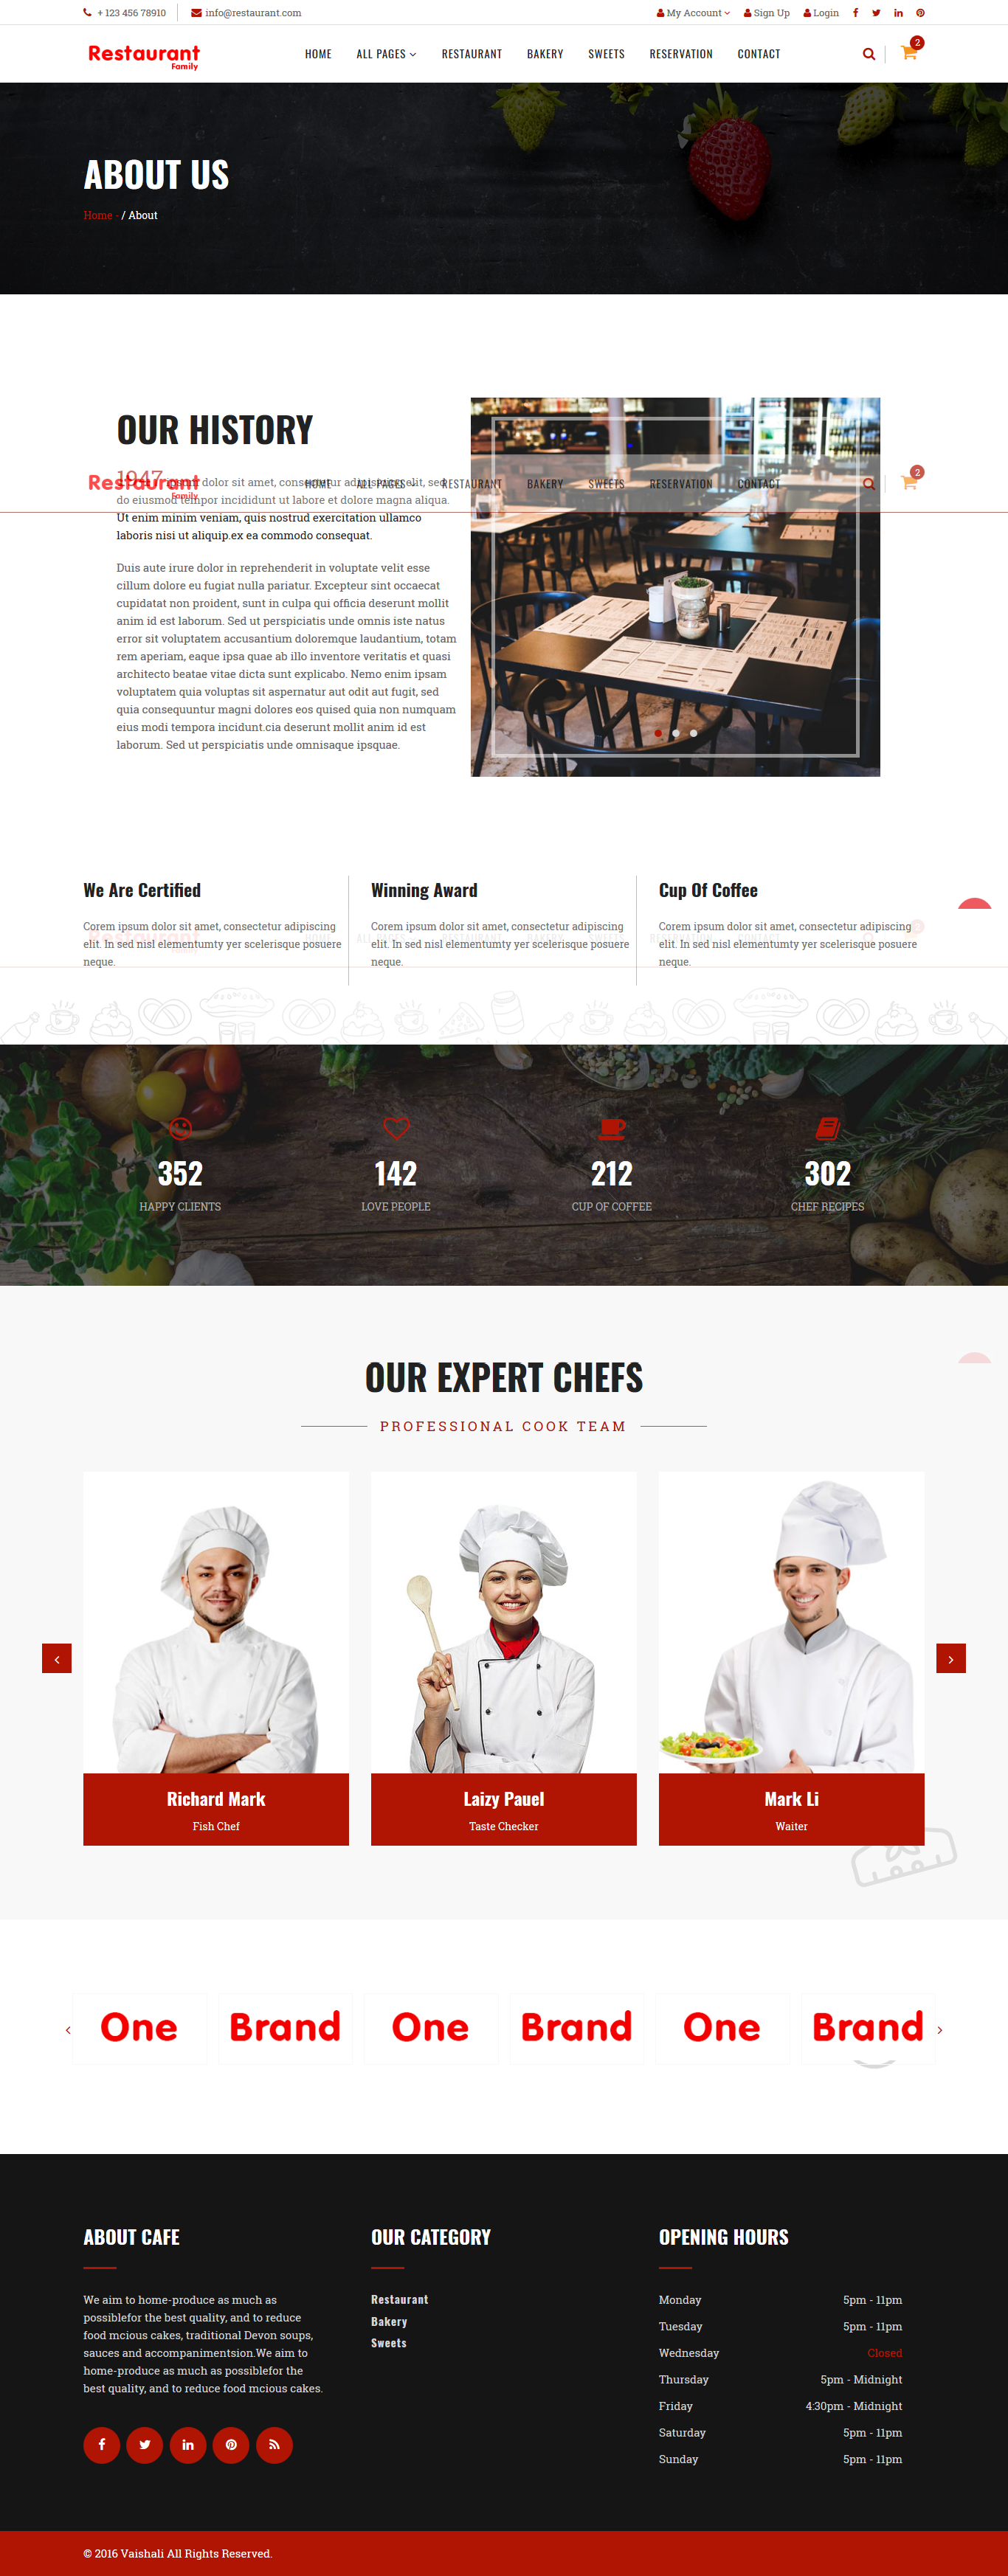 + 123 456 78910
info@restaurant.com
My Account
Sign Up
Login
Restaurant
Family
HOME
ALL PAGES
RESTAURANT
BAKERY
SWEETS
RESERVATION
CONTACT
2
ABOUT US
Home - / About
OUR HISTORY
1947
Restaurant
Family
HOME
ALL PAGES
RESTAURANT
BAKERY
SWEETS
RESERVATION
CONTACT
2
dolor sit amet, consectetur adipisicing elit, sed
do eiusmod tempor incididunt ut labore et dolore magna aliqua.
Ut enim minim veniam, quis nostrud exercitation ullamco
laboris nisi ut aliquip.ex ea commodo consequat.
Duis aute irure dolor in reprehenderit in voluptate velit esse
cillum dolore eu fugiat nulla pariatur. Excepteur sint occaecat
cupidatat non proident, sunt in culpa qui officia deserunt mollit
anim id est laborum. Sed ut perspiciatis unde omnis iste natus
error sit voluptatem accusantium doloremque laudantium, totam
rem aperiam, eaque ipsa quae ab illo inventore veritatis et quasi
architecto beatae vitae dicta sunt explicabo. Nemo enim ipsam
voluptatem quia voluptas sit aspernatur aut odit aut fugit, sed
quia consequuntur magni dolores eos quised quia non numquam
eius modi tempora incidunt.cia deserunt mollit anim id est
laborum. Sed ut perspiciatis unde omnisaque ipsquae.
We Are Certified
Corem ipsum dolor sit amet, consectetur adipiscing
elit. In sed nisl elementumty yer scelerisque posuere
neque.
Winning Award
Corem ipsum dolor sit amet, consectetur adipiscing
elit. In sed nisl elementumty yer scelerisque posuere
neque.
Cup Of Coffee
Corem ipsum dolor sit amet, consectetur adipiscing
elit. In sed nisl elementumty yer scelerisque posuere
neque.
352
HAPPY CLIENTS
142
LOVE PEOPLE
212
CUP OF COFFEE
302
CHEF RECIPES
OUR EXPERT CHEFS
PROFESSIONAL COOK TEAM
Richard Mark
Fish Chef
Laizy Pauel
Taste Checker
Mark Li
Waiter
One
Brand
One
Brand
One
Brand
ABOUT CAFE
We aim to home-produce as much as
possiblefor the best quality, and to reduce
food mcious cakes, traditional Devon soups,
sauces and accompanimentsion.We aim to
home-produce as much as possiblefor the
best quality, and to reduce food mcious cakes.
OUR CATEGORY
Restaurant
Bakery
Sweets
OPENING HOURS
Monday 5pm - 11pm
Tuesday 5pm - 11pm
Wednesday Closed
Thursday 5pm - Midnight
Friday 4:30pm - Midnight
Saturday 5pm - 11pm
Sunday 5pm - 11pm
© 2016 Vaishali All Rights Reserved.